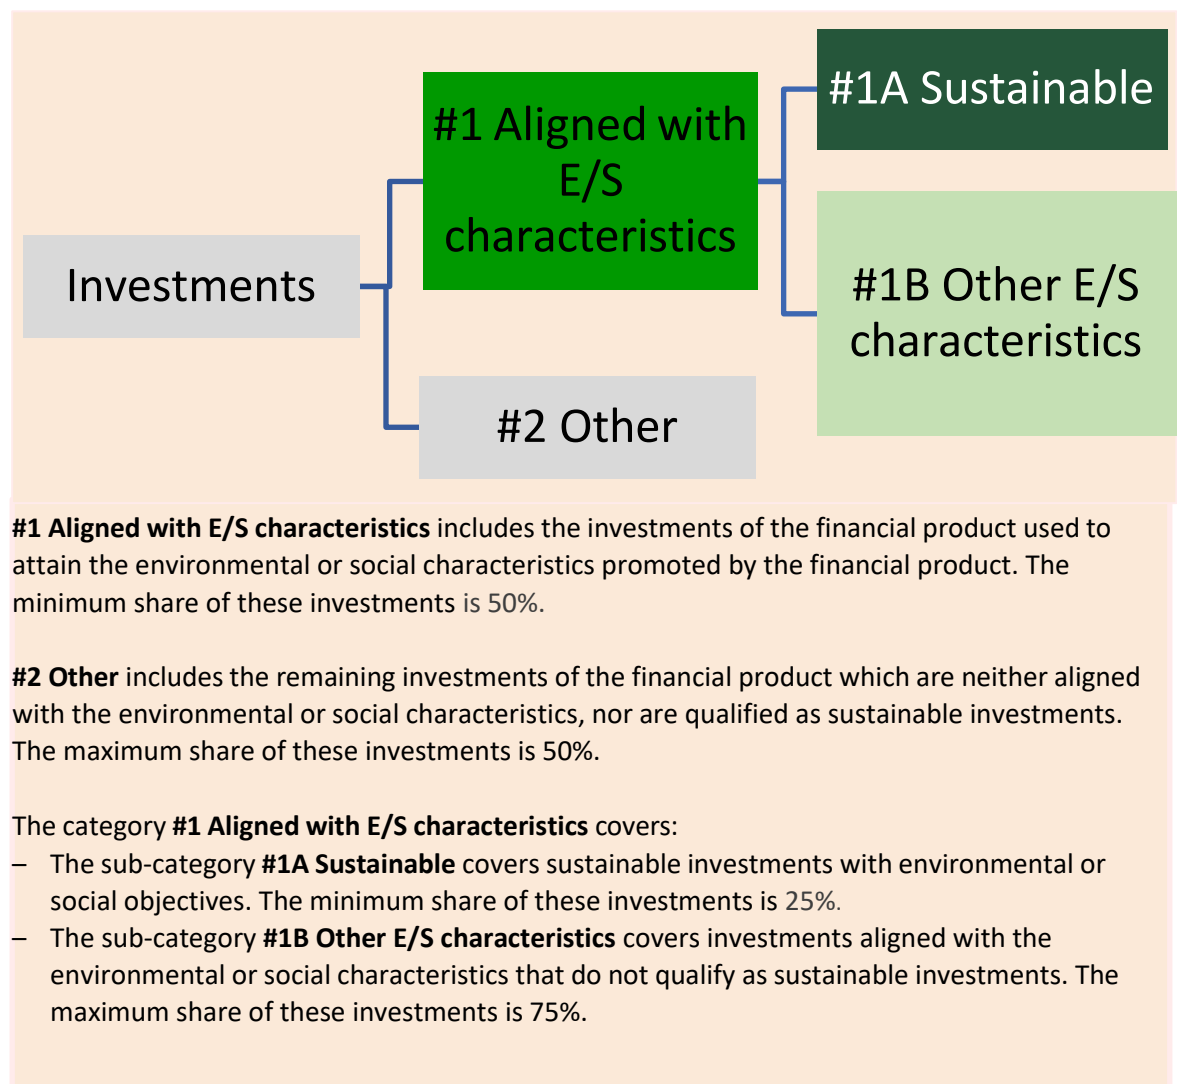 #1A Sustainable
#1 Aligned with
E/S
characteristics
Investments
#1B Other E/S
characteristics
#2 Other
#1 Aligned with E/S characteristics includes the investments of the financial product used to
attain the environmental or social characteristics promoted by the financial product. The
minimum share of these investments is 50%.
#2 Other includes the remaining investments of the financial product which are neither aligned
with the environmental or social characteristics, nor are qualified as sustainable investments.
The maximum share of these investments is 50%.
The category #1 Aligned with E/S characteristics covers:
– The sub-category #1A Sustainable covers sustainable investments with environmental or
social objectives. The minimum share of these investments is 25%.
– The sub-category #1B Other E/S characteristics covers investments aligned with the
environmental or social characteristics that do not qualify as sustainable investments. The
maximum share of these investments is 75%.